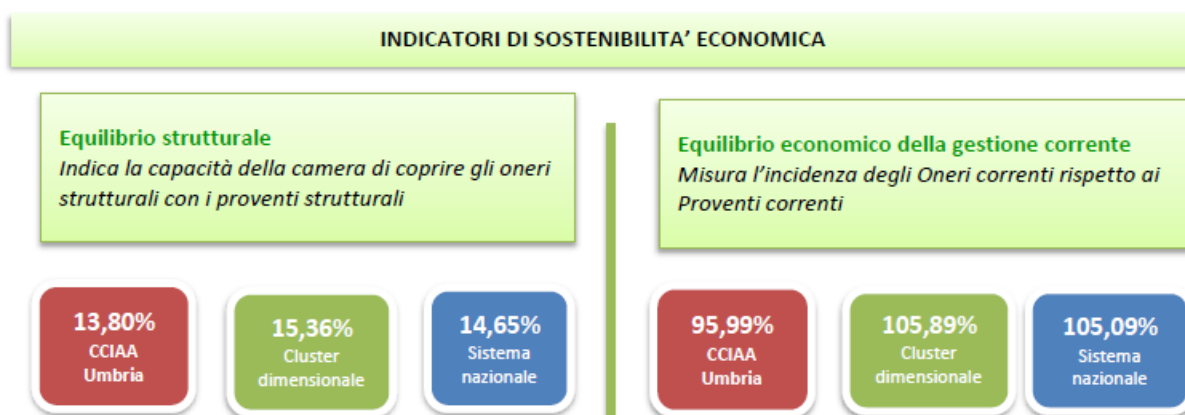 INDICATORI DI SOSTENIBILITA’ ECONOMICA
Equilibrio strutturale
Indica la capacità della camera di coprire gli oneri
strutturali con i proventi strutturali
13,80%
CCIAA
Umbria
15,36%
Cluster
dimensionale
14,65%
Sistema
nazionale
Equilibrio economico della gestione corrente
Misura l’incidenza degli Oneri correnti rispetto ai
Proventi correnti
95,99%
CCIAA
Umbria
105,89%
Cluster
dimensionale
105,09%
Sistema
nazionale